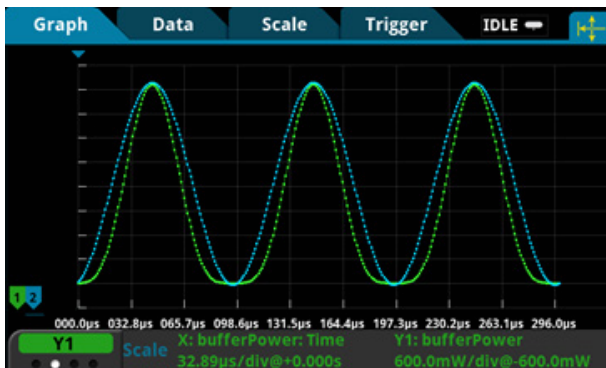 Graph Data Scale Trigger IDLE
1 2
000.0µs 032.8µs 065.7µs 098.6µs 131.5µs 164.4µs 197.3µs 230.2µs 263.1µs 296.0µs
Y1 Scale X: bufferPower: Time Y1: bufferPower
32.89µs/div@+0.000s 600.0mW/div@-600.0mW